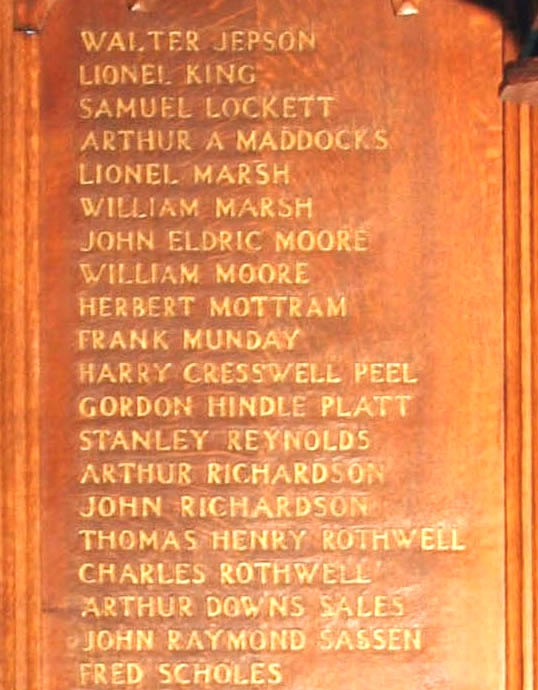 WALTER JEPSON
LIONEL KING
SAMUEL LOCKETT
ARTHUR A MADDOCKS
LIONEL MARSH
WILLIAM MARSH
JOHN ELDRIC MOORE
WILLIAM MOORE
HERBERT MOTTRAM
FRANK MUNDAY
HARRY CRESSWELL PEEL
GORDON HINDLE PLATT
STANLEY REYNOLDS
ARTHUR RICHARDSON
JOHN RICHARDSON
THOMAS HENRY ROTHWELL
CHARLES ROTHWELL
ARTHUR DOWNS SALES
JOHN RAYMOND SASSEN
FRED SCHOLES